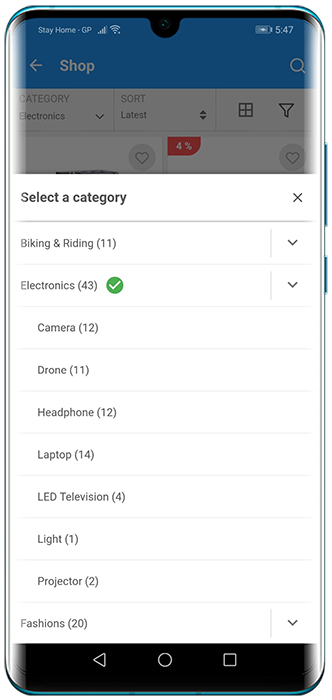 Stay Home - GP 5:47
Shop
CATEGORY SORT
Electronics Latest
4 %
Select a category
Biking & Riding (11)
Electronics (43)
Camera (12)
Drone (11)
Headphone (12)
Laptop (14)
LED Television (4)
Light (1)
Projector (2)
Fashions (20)